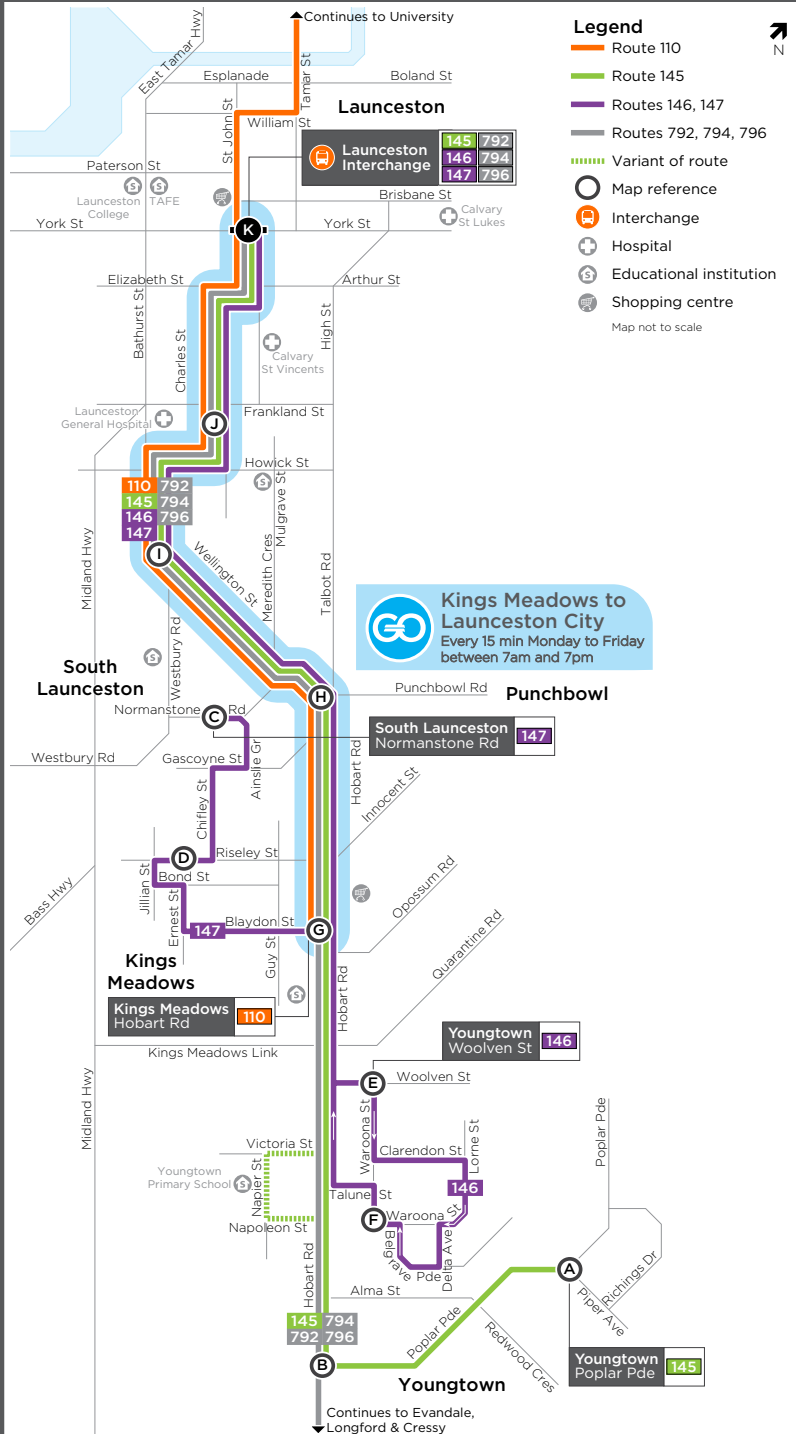 Continues to University
Legend
N
Route 110
Route 145
Routes 146, 147
Routes 792, 794, 796
Variant of route
Map reference
Interchange
Hospital
Educational institution
Shopping centre
Map not to scale
East Tamar Hwy
Esplanade
Boland St
Tamar St
Launceston
St John St
William St
Launceston
Interchange
145 792
146 794
147 796
Paterson St
Launceston
College
TAFE
Brisbane St
Calvary
St Lukes
York St
K
York St
Elizabeth St
Arthur St
Bathurst St
Charles St
High St
Calvary
St Vincents
Launceston
General Hospital
Frankland St
J
Howick St
Mulgrave St
110 792
145 794
146 796
147
I
Midland Hwy
Wellington St
Meredith Cres
Talbot Rd
GO
Kings Meadows to
Launceston City
Every 15 min Monday to Friday
between 7am and 7pm
Westbury Rd
South
Launceston
H
Punchbowl Rd
Punchbowl
Normanstone Rd
C
South Launceston
Normanstone Rd
147
Westbury Rd
Gascoyne St
Ainslie Gr
Hobart Rd
Innocent St
Chifley St
D
Riseley St
Bond St
Jillian St
Ernest St
Bass Hwy
147
Blaydon St
G
Guy St
Opossum Rd
Quarantine Rd
Kings
Meadows
Hobart Rd
Kings Meadows
Hobart Rd
110
Kings Meadows Link
Youngtown
Woolven St
146
E
Woolven St
Midland Hwy
Waroona St
Clarendon St
Lorne St
Poplar Pde
Victoria St
Napier St
Youngtown
Primary School
Napoleon St
146
Talune St
F
Waroona St
Belgrave Pde
Delta Ave
Hobart Rd
A
Richings Dr
Piper Ave
Alma St
Poplar Pde
Redwood Cres
145 794
792 796
B
Youngtown
Youngtown
Poplar Pde
145
Continues to Evandale,
Longford & Cressy